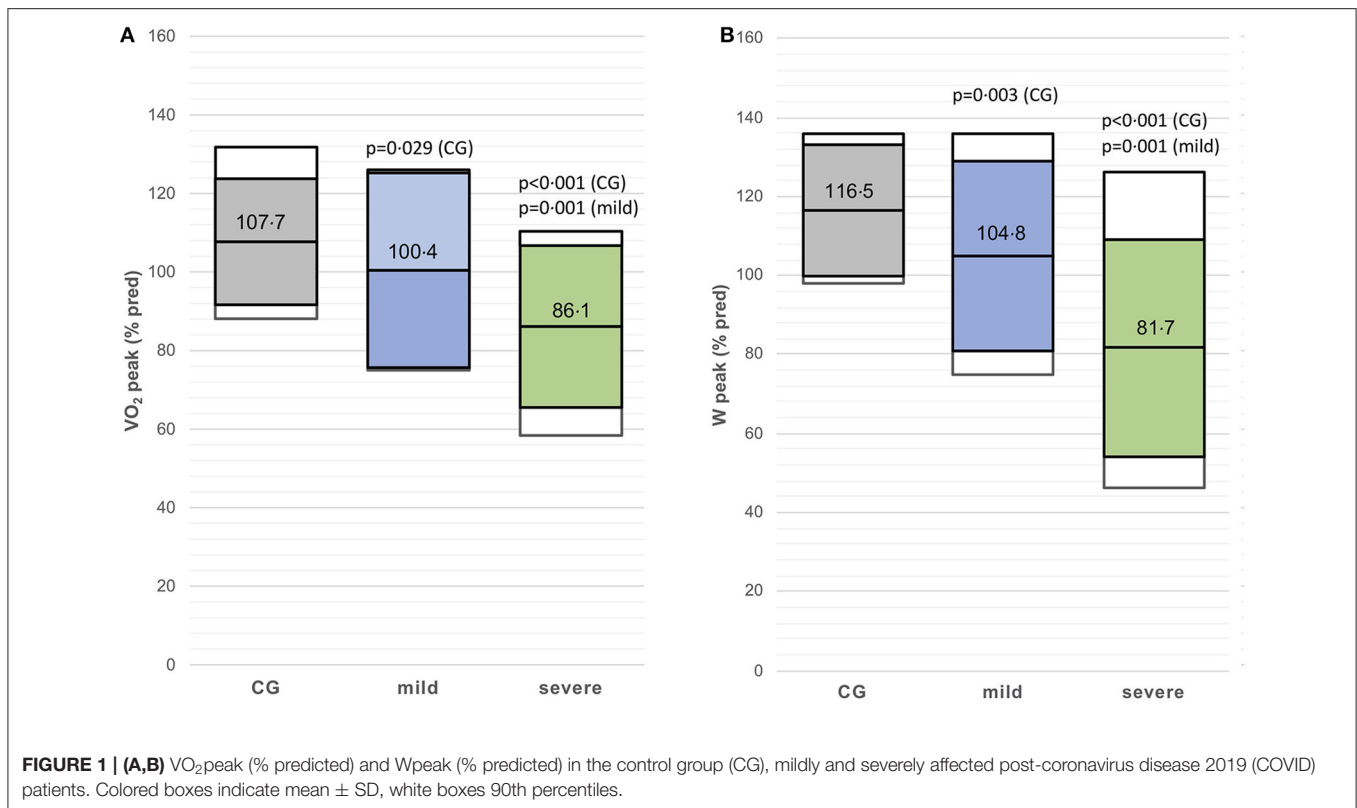 A
160
140
120
100
80
60
40
20
0
VO₂ peak (% pred)
p=0·029 (CG)
p<0·001 (CG)
p=0·001 (mild)
107·7
100·4
86·1
CG mild severe
B
160
140
120
100
80
60
40
20
0
W peak (% pred)
p=0·003 (CG)
p<0·001 (CG)
p=0·001 (mild)
116·5
104·8
81·7
CG mild severe
FIGURE 1 | (A,B) VO₂peak (% predicted) and Wpeak (% predicted) in the control group (CG), mildly and severely affected post-coronavirus disease 2019 (COVID)
patients. Colored boxes indicate mean ± SD, white boxes 90th percentiles.